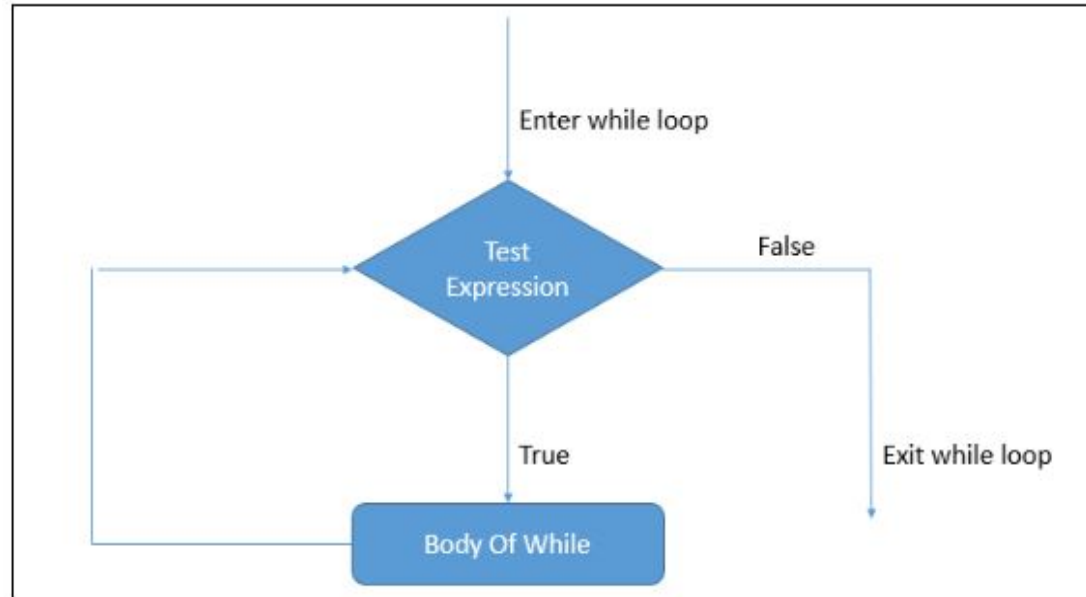 Enter while loop
Test
Expression
False
True
Exit while loop
Body Of While